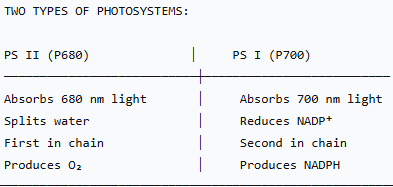 TWO TYPES OF PHOTOSYSTEMS:
PS II (P680) | PS I (P700)
Absorbs 680 nm light | Absorbs 700 nm light
Splits water | Reduces NADP⁺
First in chain | Second in chain
Produces O₂ | Produces NADPH